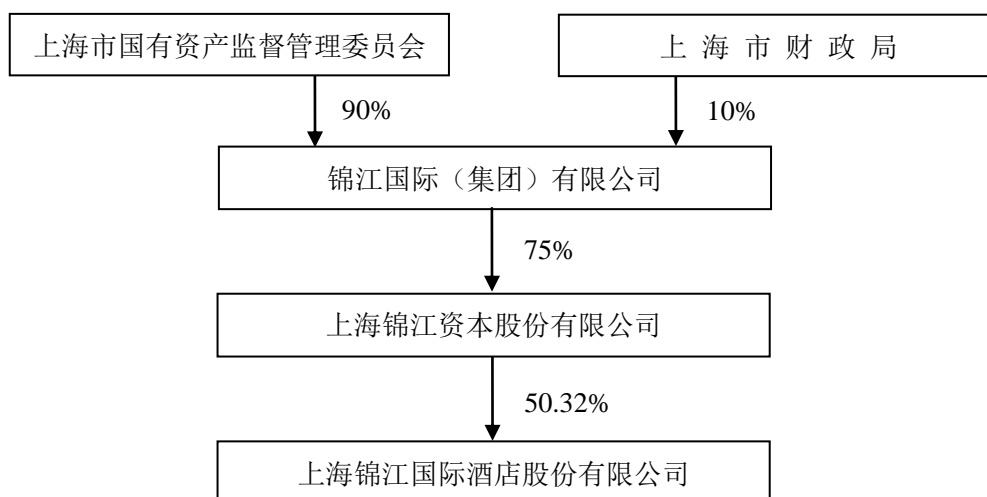 上海市国有资产监督管理委员会
上海市财政局
90%
10%
锦江国际（集团）有限公司
75%
上海锦江资本股份有限公司
50.32%
上海锦江国际酒店股份有限公司